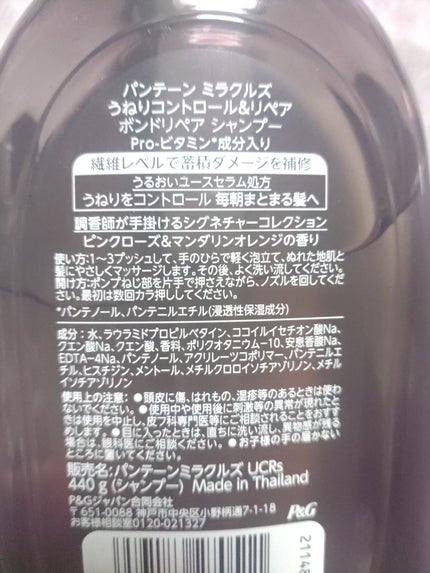 パンテーン ミラクルズ
うねりコントロール&リペア
ボンドリペア シャンプー
Pro-ビタミン*成分入り
繊維レベルで蓄積ダメージを補修
うるおいユースセラム処方
うねりをコントロール 毎朝まとまる髪へ
調香師が手掛けるシグネチャーコレクション
ピンクローズ&マンダリンオレンジの香り
使い方:1〜3プッシュして、手のひらで軽く泡立て、ぬれた地肌と
髪にやさしくマッサージします。その後、よく洗い流してください。
開け方:ポンプねじ部を片手で押さえながら、ノズルを回してくだ
さい。最初は数回カラ押ししてください。
*パンテノール、パンテニルエチル(浸透性保湿成分)
成分:水、ラウラミドプロピルベタイン、ココイルイセチオン酸Na、
クエン酸Na、クエン酸、香料、ポリクオタニウム-10、安息香酸Na、
EDTA-4Na、パンテノール、アクリレーツコポリマー、パンテニルエ
チル、ヒスチジン、メントール、メチルクロロイソチアゾリノン、メチル
イソチアゾリノン
使用上の注意: ●頭皮に傷、はれもの、湿疹等のあるときは使わ
ないでください。●使用中や使用後に刺激等の異常が現れたと
きは使用を中止し、皮フ科専門医等にご相談されることをおすす
めします。●目に入ったときは、直ちに洗い流し、異物感が残る
場合は、眼科医にご相談ください。●お子様の手の届かない
ところに置いてください。
販売名:パンテーンミラクルズ UCRs
440g(シャンプー) Made in Thailand
P&Gジャパン合同会社
〒651-0088 神戸市中央区小野柄通7-1-18
お客様相談室0120-021327
P&G
2114